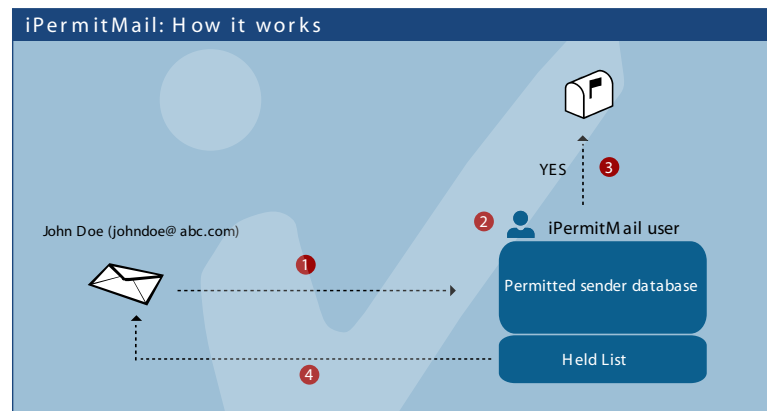 iPermitMail: How it works
YES
3
2
iPermitMail user
John Doe (johndoe@abc.com)
1
Permitted sender database
Held List
4